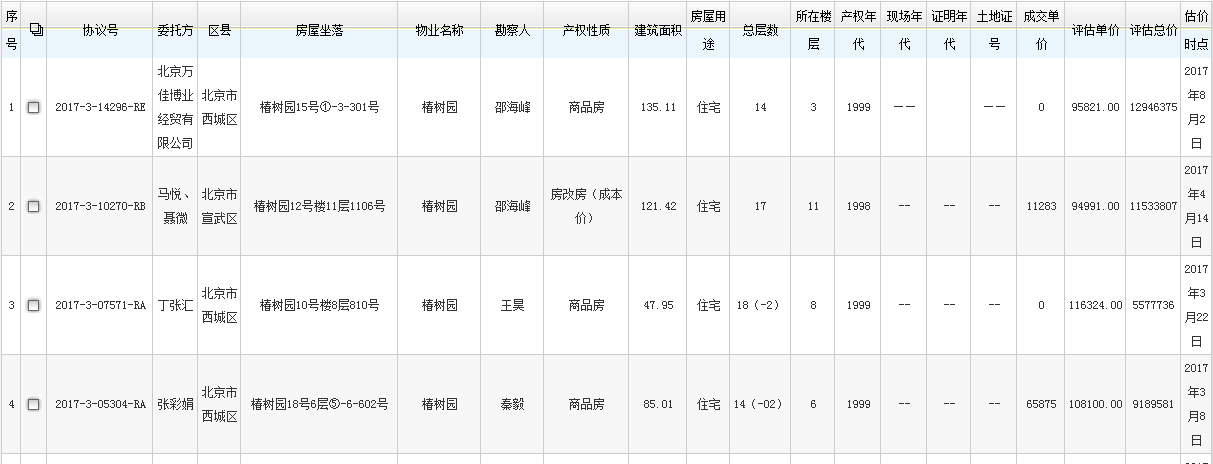 序号 协议号 委托方 区县 房屋坐落 物业名称 勘察人 产权性质 建筑面积 房屋用途 总层数 所在楼层 产权年代 现场年代 证明年代 土地证号 成交单价 评估单价 评估总价 估价时点
1 2017-3-14296-RE 北京万佳博业经贸有限公司 北京市西城区 椿树园15号①-3-301号 椿树园 邵海峰 商品房 135.11 住宅 14 3 1999 —— —— 0 95821.00 12946375 2017年8月2日
2 2017-3-10270-RB 马悦、聂微 北京市宣武区 椿树园12号楼11层1106号 椿树园 邵海峰 房改房（成本价） 121.42 住宅 17 11 1998 -- -- -- 11283 94991.00 11533807 2017年4月14日
3 2017-3-07571-RA 丁张汇 北京市西城区 椿树园10号楼8层810号 椿树园 王昊 商品房 47.95 住宅 18（-2） 8 1999 -- -- -- 0 116324.00 5577736 2017年3月22日
4 2017-3-05304-RA 张彩娟 北京市西城区 椿树园18号6层⑤-6-602号 椿树园 秦毅 商品房 85.01 住宅 14（-02） 6 1999 -- -- -- 65875 108100.00 9189581 2017年3月8日